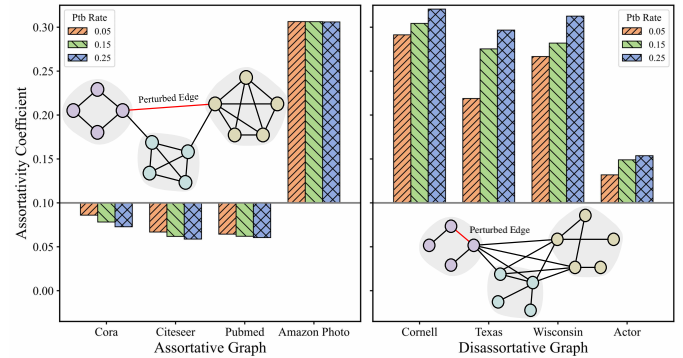 Assortativity Coefficient
0.30
0.25
0.20
0.15
0.10
0.05
0.00
Ptb Rate
0.05
0.15
0.25
Perturbed Edge
Cora
Citeseer
Pubmed
Amazon Photo
Assortative Graph
Ptb Rate
0.05
0.15
0.25
Perturbed Edge
Cornell
Texas
Wisconsin
Actor
Disassortative Graph